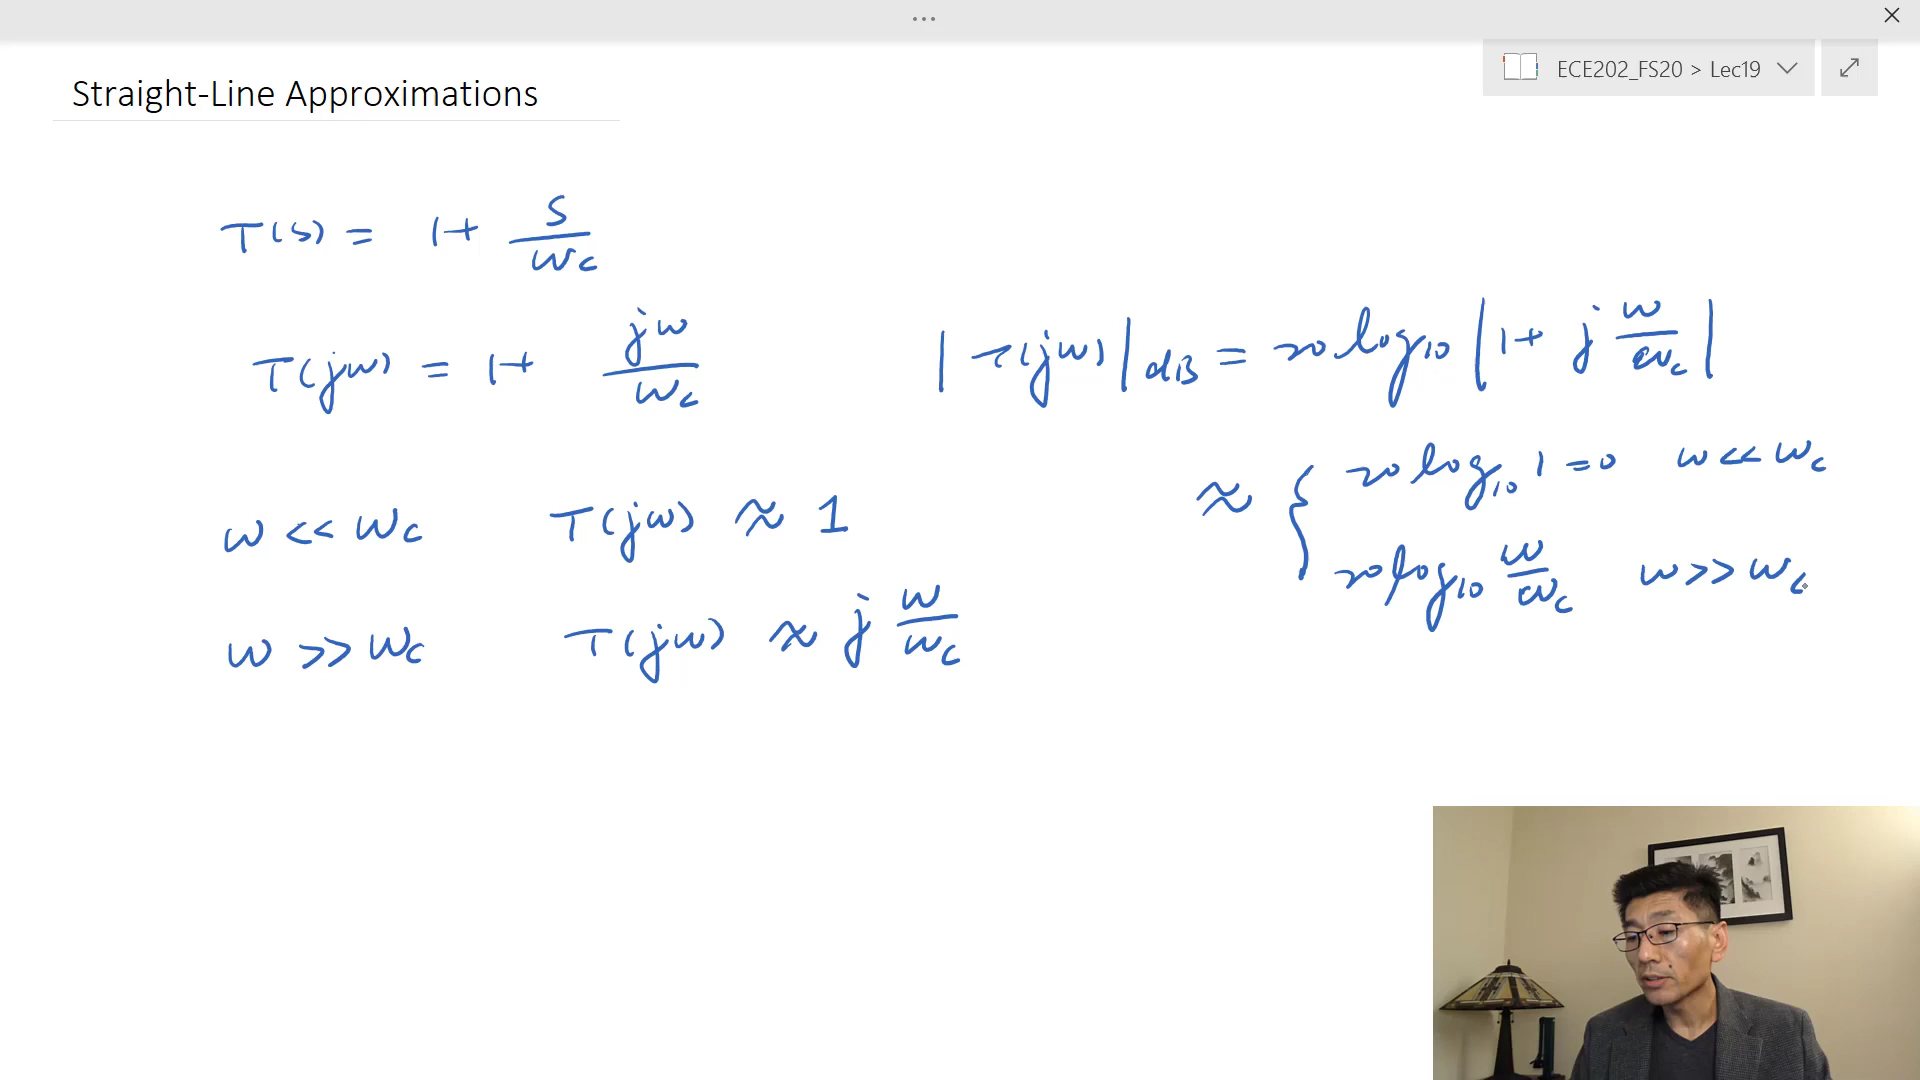 ECE202_FS20 > Lec19
Straight-Line Approximations
T(s) = 1 + s/ωc
T(jω) = 1 + jω/ωc
|T(jω)|dB = 20 log10 |1 + j ω/ωc|
≈ { 20 log10 1 = 0 ω << ωc
20 log10 ω/ωc ω >> ωc
ω << ωc T(jω) ≈ 1
ω >> ωc T(jω) ≈ j ω/ωc